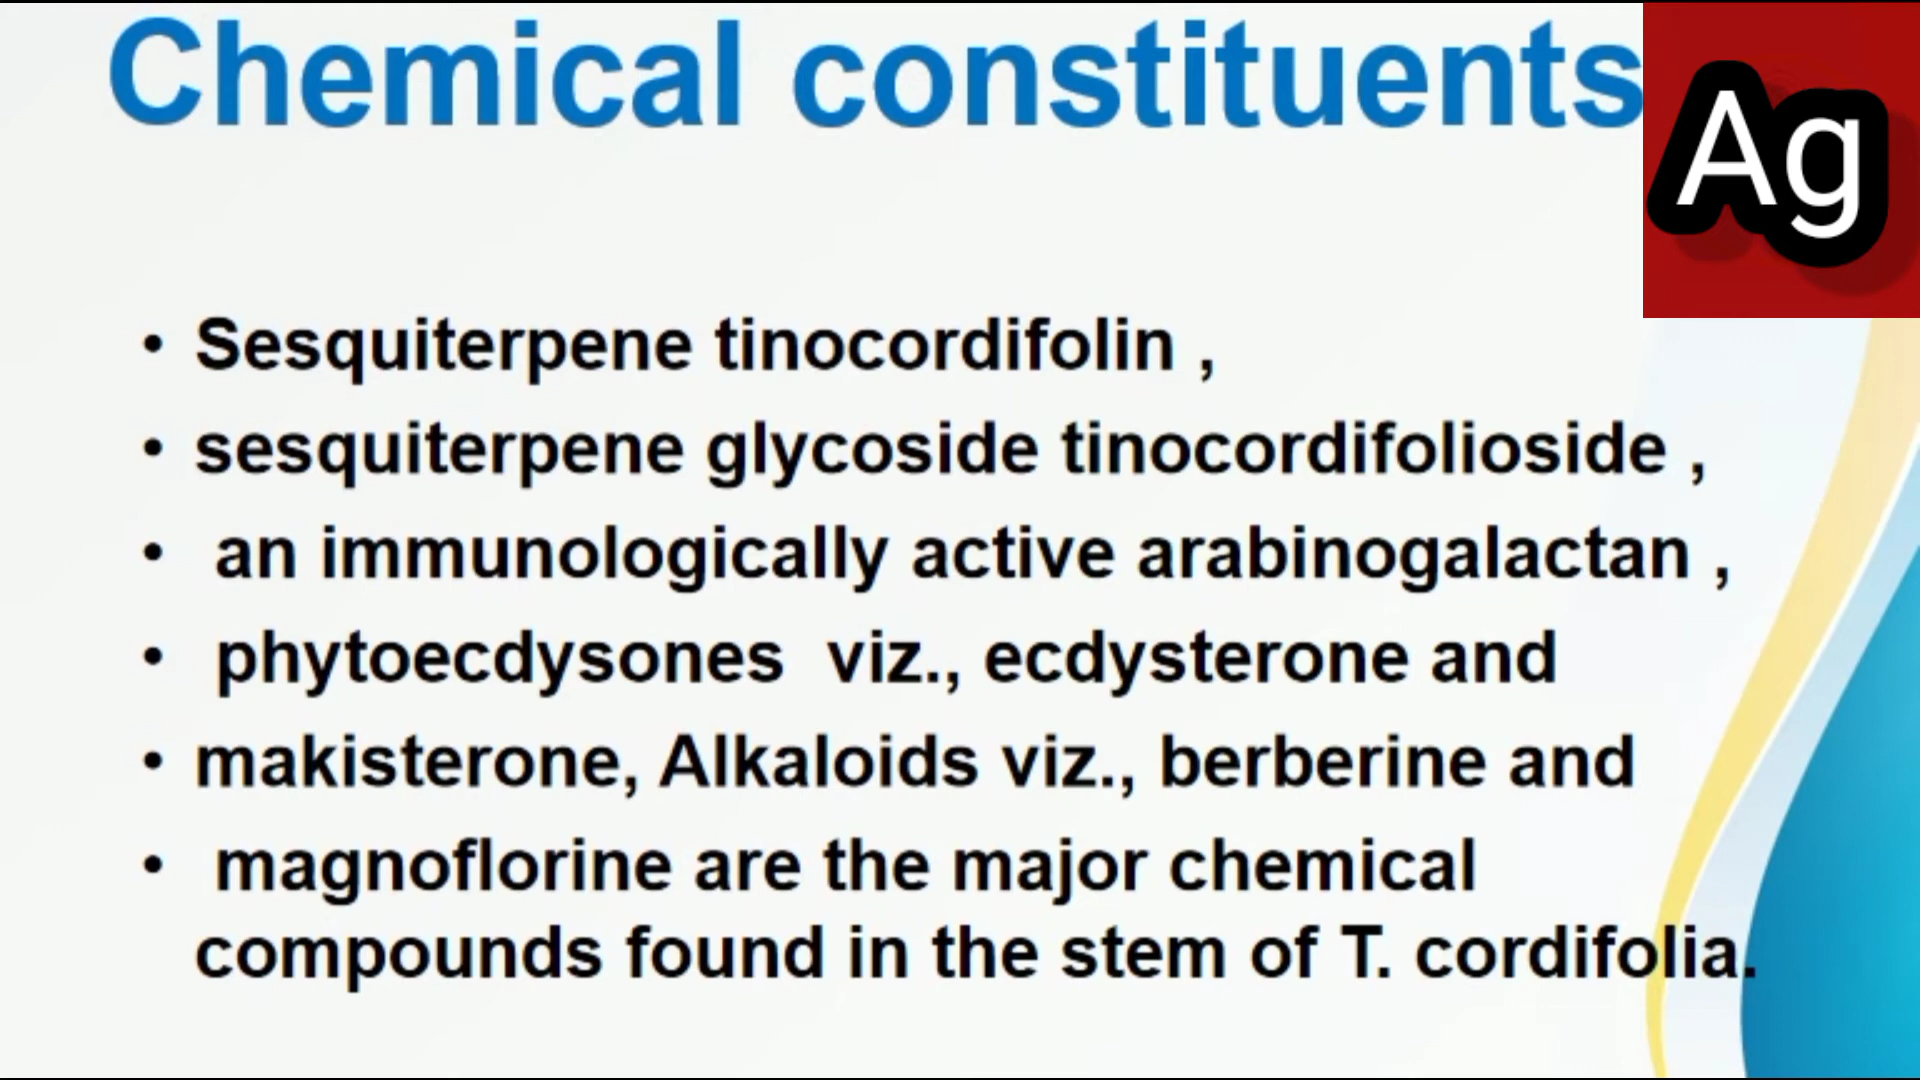 Chemical constituents
Ag
• Sesquiterpene tinocordifolin ,
• sesquiterpene glycoside tinocordifolioside ,
• an immunologically active arabinogalactan ,
• phytoecdysones viz., ecdysterone and
• makisterone, Alkaloids viz., berberine and
• magnoflorine are the major chemical
compounds found in the stem of T. cordifolia.